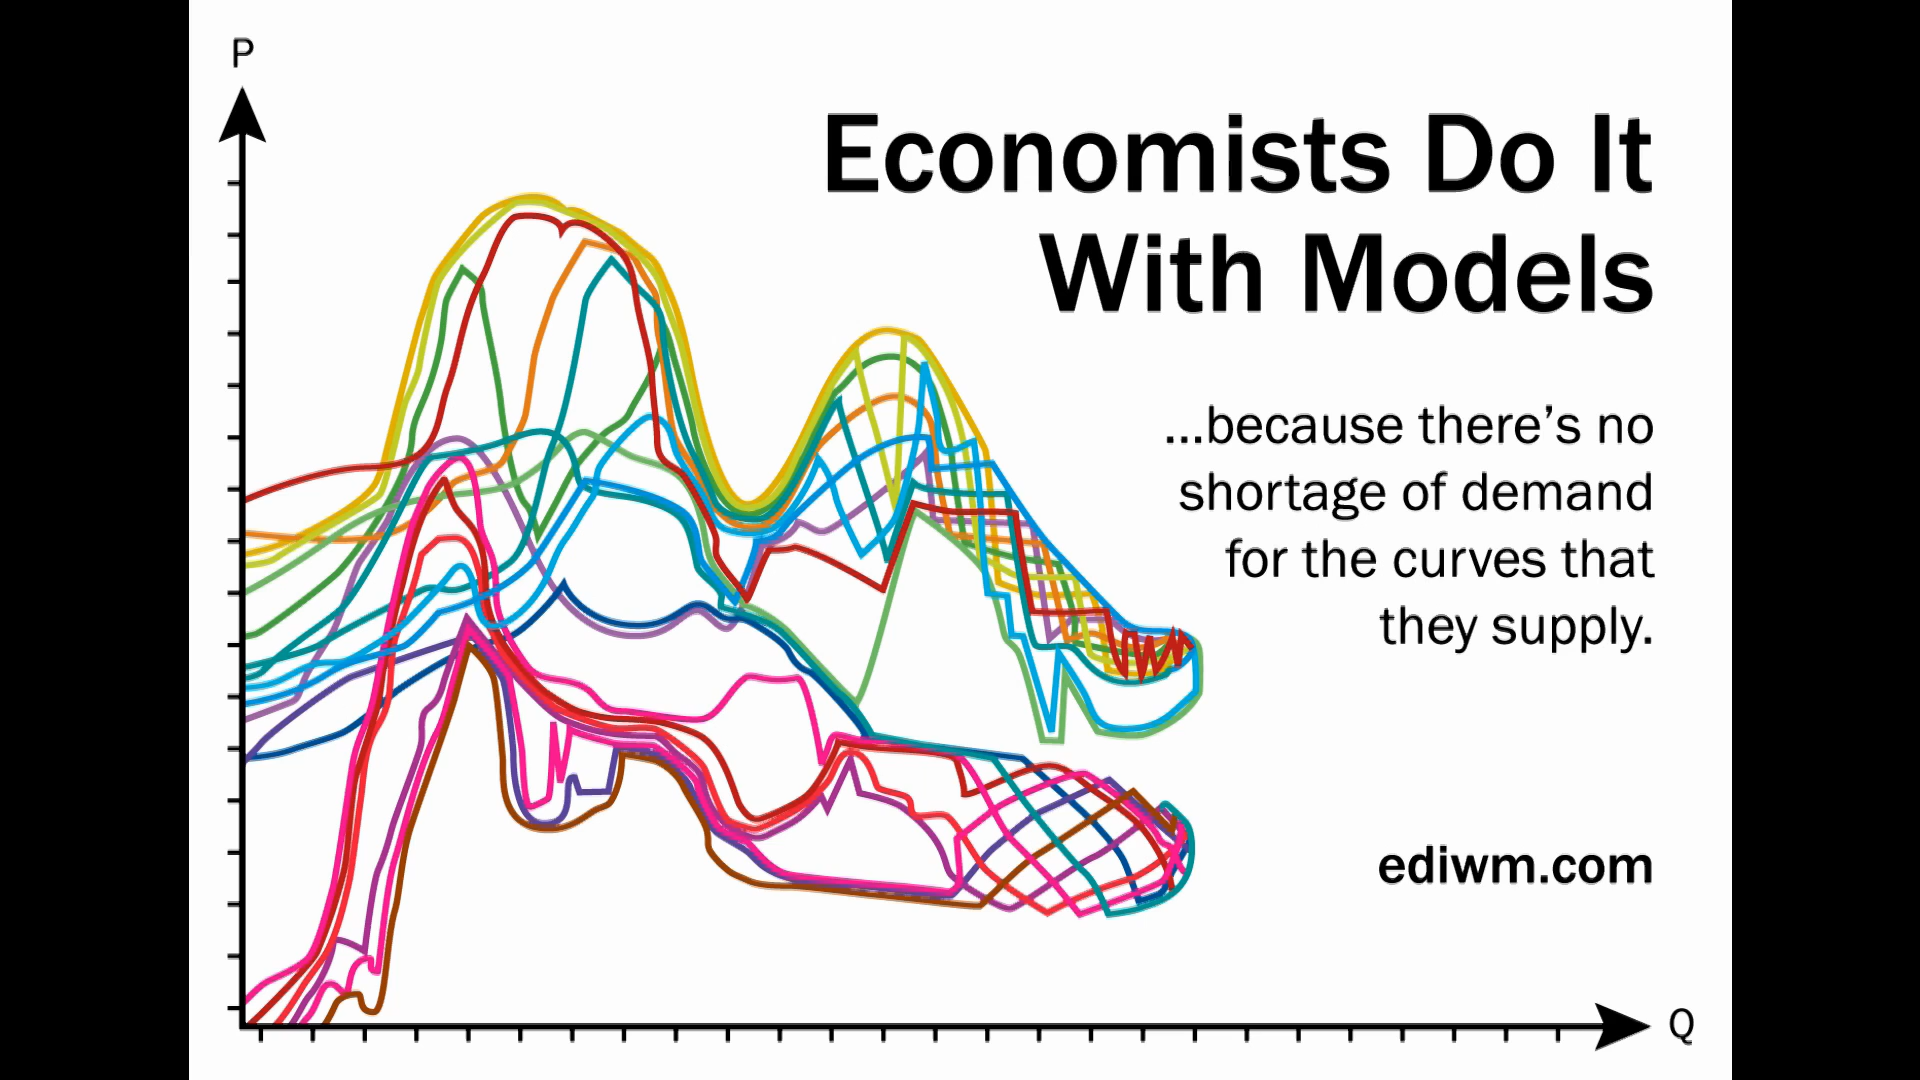 P
Economists Do It
With Models
...because there's no
shortage of demand
for the curves that
they supply.
ediwm.com
Q